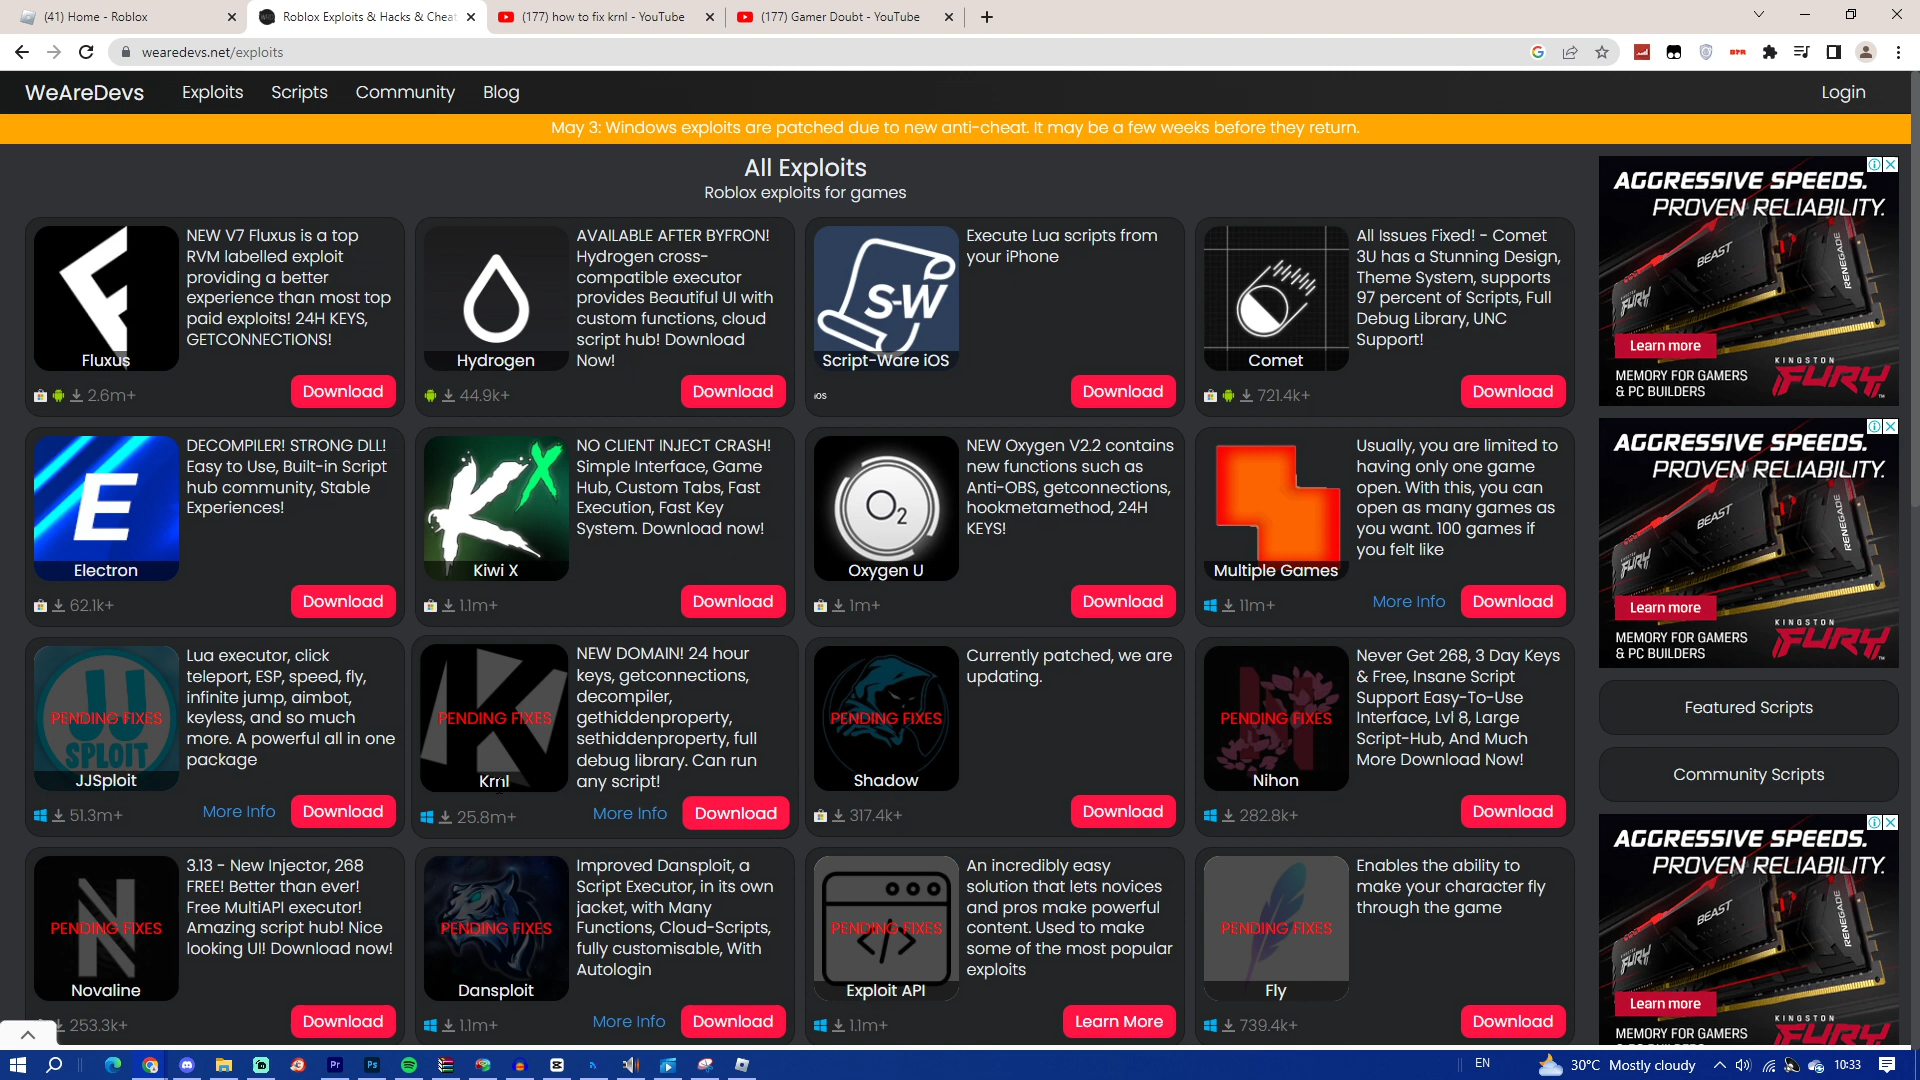 (41) Home - Roblox
Roblox Exploits & Hacks & Cheat
(177) how to fix krnl - YouTube
(177) Gamer Doubt - YouTube
wearedevs.net/exploits
WeAreDevs
Exploits
Scripts
Community
Blog
Login
May 3: Windows exploits are patched due to new anti-cheat. It may be a few weeks before they return.
All Exploits
Roblox exploits for games
NEW V7 Fluxus is a top
RVM labelled exploit
providing a better
experience than most top
paid exploits! 24H KEYS,
GETCONNECTIONS!
Fluxus
2.6m+
Download
AVAILABLE AFTER BYFRON!
Hydrogen cross-
compatible executor
provides Beautiful UI with
custom functions, cloud
script hub! Download
Now!
Hydrogen
44.9k+
Download
Execute Lua scripts from
your iPhone
S-W
Script-Ware iOS
iOS
Download
All Issues Fixed! - Comet
3U has a Stunning Design,
Theme System, supports
97 percent of Scripts, Full
Debug Library, UNC
Support!
Comet
721.4k+
Download
DECOMPILER! STRONG DLL!
Easy to Use, Built-in Script
hub community, Stable
Experiences!
E
Electron
62.1k+
Download
NO CLIENT INJECT CRASH!
Simple Interface, Game
Hub, Custom Tabs, Fast
Execution, Fast Key
System. Download now!
K X
Kiwi X
1.1m+
Download
NEW Oxygen V2.2 contains
new functions such as
Anti-OBS, getconnections,
hookmetamethod, 24H
KEYS!
O2
Oxygen U
1m+
Download
Usually, you are limited to
having only one game
open. With this, you can
open as many games as
you want. 100 games if
you felt like
Multiple Games
11m+
More Info
Download
Lua executor, click
teleport, ESP, speed, fly,
infinite jump, aimbot,
keyless, and so much
more. A powerful all in one
package
PENDING FIXES
SPLOIT
JJSploit
51.3m+
More Info
Download
NEW DOMAIN! 24 hour
keys, getconnections,
decompiler,
gethiddenproperty,
sethiddenproperty, full
debug library. Can run
any script!
PENDING FIXES
Krnl
25.8m+
More Info
Download
Currently patched, we are
updating.
PENDING FIXES
Shadow
317.4k+
Download
Never Get 268, 3 Day Keys
& Free, Insane Script
Support Easy-To-Use
Interface, Lvl 8, Large
Script-Hub, And Much
More Download Now!
PENDING FIXES
Nihon
282.8k+
Download
3.13 - New Injector, 268
FREE! Better than ever!
Free MultiAPI executor!
Amazing script hub! Nice
looking UI! Download now!
PENDING FIXES
Novaline
253.3k+
Download
Improved Dansploit, a
Script Executor, in its own
jacket, with Many
Functions, Cloud-Scripts,
fully customisable, With
Autologin
PENDING FIXES
Dansploit
1.1m+
More Info
Download
An incredibly easy
solution that lets novices
and pros make powerful
content. Used to make
some of the most popular
exploits
PENDING FIXES
Exploit API
1.1m+
Learn More
Enables the ability to
make your character fly
through the game
PENDING FIXES
Fly
739.4k+
Download
AGGRESSIVE SPEEDS.
PROVEN RELIABILITY.
BEAST
RENEGADE
FURY
Learn more
MEMORY FOR GAMERS
& PC BUILDERS
KINGSTON
FURY
AGGRESSIVE SPEEDS.
PROVEN RELIABILITY.
BEAST
RENEGADE
FURY
Learn more
MEMORY FOR GAMERS
& PC BUILDERS
KINGSTON
FURY
Featured Scripts
Community Scripts
AGGRESSIVE SPEEDS.
PROVEN RELIABILITY.
BEAST
RENEGADE
FURY
Learn more
MEMORY FOR GAMERS
KINGSTON
Pr
Ps
EN
30°C Mostly cloudy
10:33